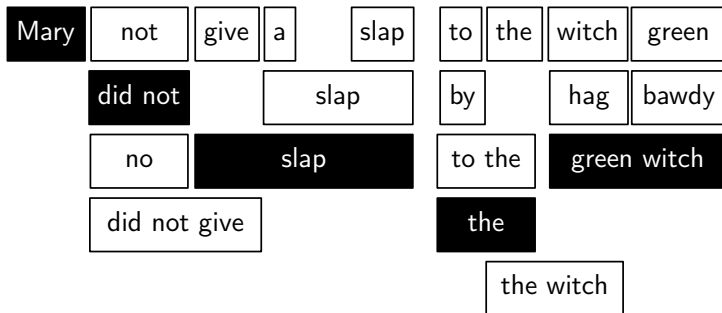 Mary not give a slap to the witch green
did not slap by hag bawdy
no slap to the green witch
did not give the
the witch